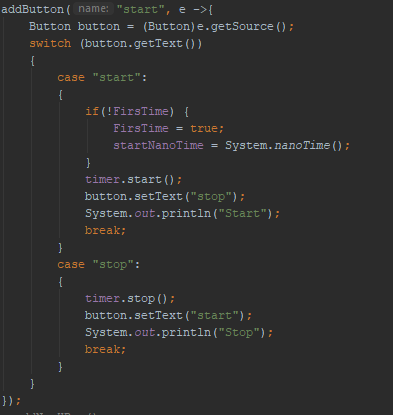 addButton( name: "start", e ->{
    Button button = (Button)e.getSource();
    switch (button.getText())
    {
        case "start":
        {
            if(!FirsTime) {
                FirsTime = true;
                startNanoTime = System.nanoTime();
            }
            timer.start();
            button.setText("stop");
            System.out.println("Start");
            break;
        }
        case "stop":
        {
            timer.stop();
            button.setText("start");
            System.out.println("Stop");
            break;
        }
    }
});